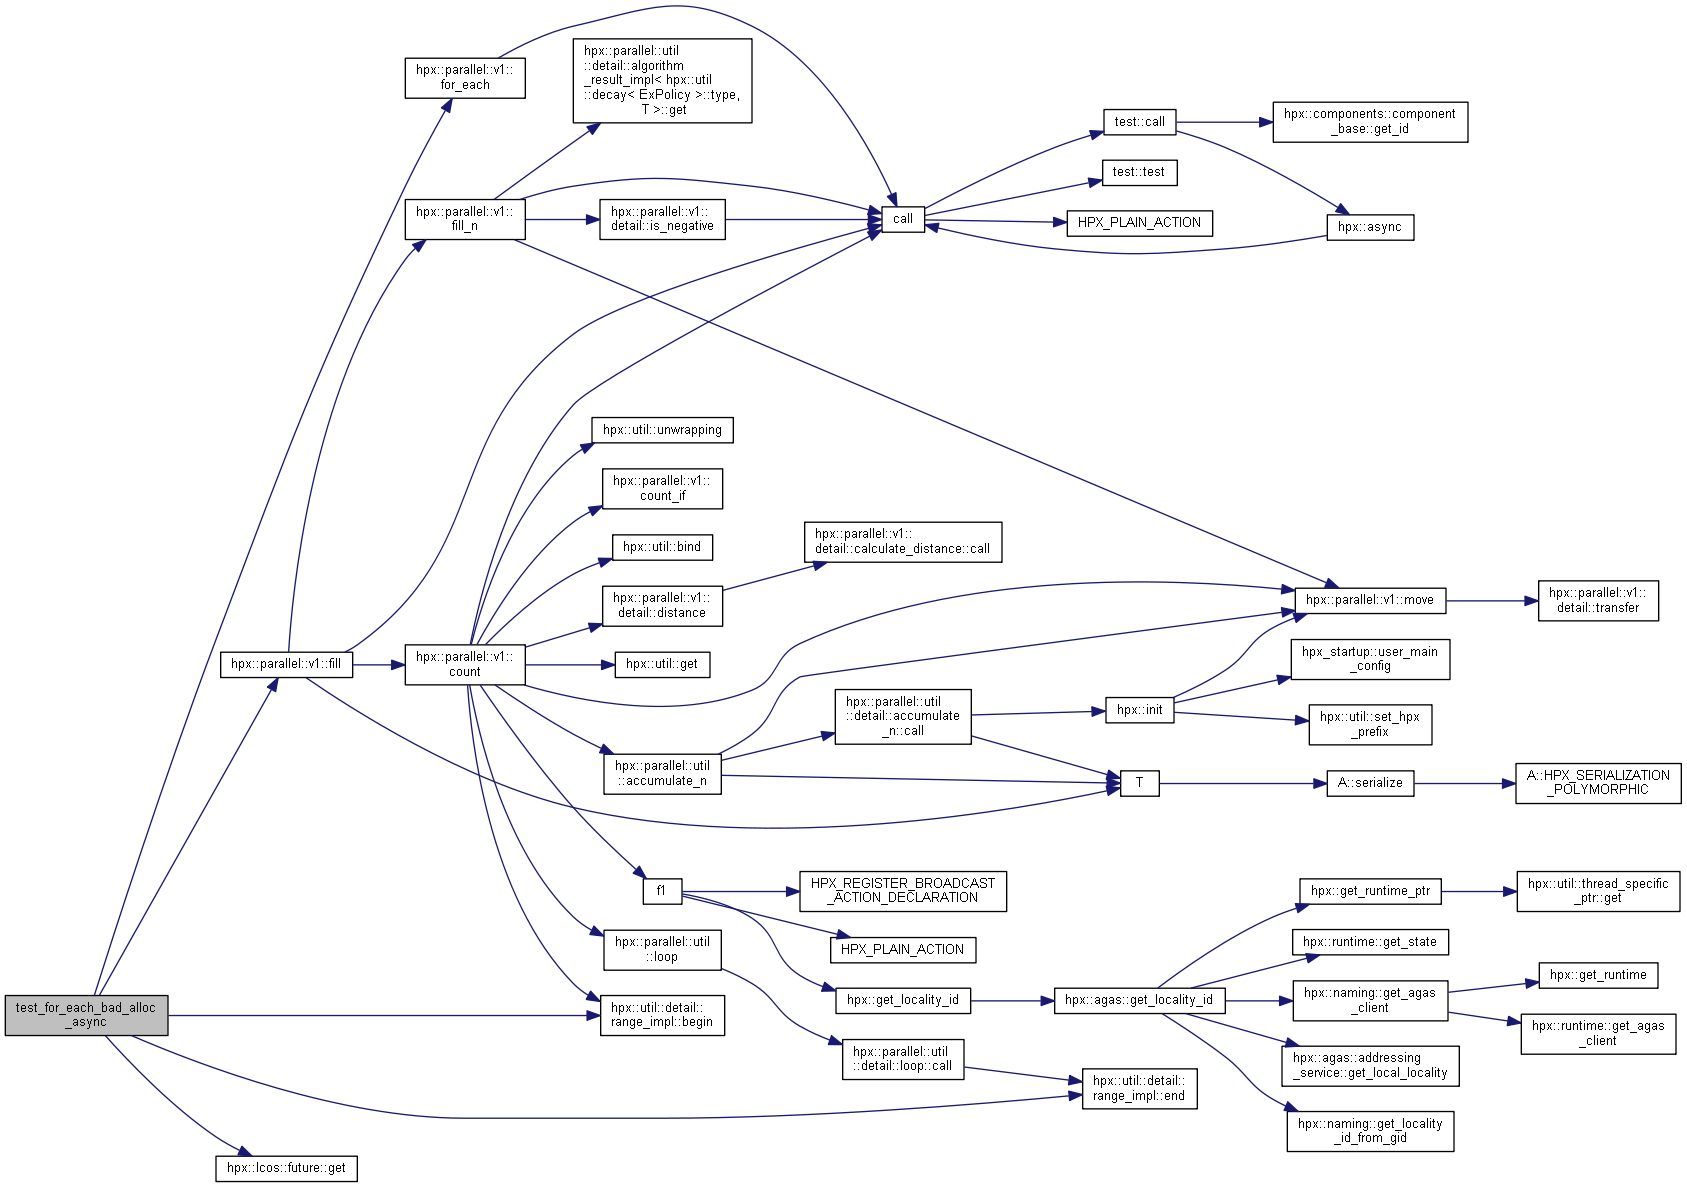 hpx::parallel::v1::
for_each
hpx::parallel::util
::detail::algorithm
_result_impl< hpx::util
::decay< ExPolicy >::type,
T >::get
test::call
hpx::components::component
_base::get_id
test::test
hpx::parallel::v1::
fill_n
hpx::parallel::v1::
detail::is_negative
call
HPX_PLAIN_ACTION
hpx::async
hpx::util::unwrapping
hpx::parallel::v1::
count_if
hpx::util::bind
hpx::parallel::v1::
detail::calculate_distance::call
hpx::parallel::v1::
detail::distance
hpx::parallel::v1::move
hpx::parallel::v1::
detail::transfer
hpx::parallel::v1::fill
hpx::parallel::v1::
count
hpx::util::get
hpx_startup::user_main
_config
hpx::parallel::util
::detail::accumulate
_n::call
hpx::init
hpx::util::set_hpx
_prefix
hpx::parallel::util
::accumulate_n
T
A::serialize
A::HPX_SERIALIZATION
_POLYMORPHIC
f1
HPX_REGISTER_BROADCAST
_ACTION_DECLARATION
hpx::get_runtime_ptr
hpx::util::thread_specific
_ptr::get
hpx::parallel::util
::loop
HPX_PLAIN_ACTION
hpx::runtime::get_state
hpx::get_runtime
test_for_each_bad_alloc
_async
hpx::util::detail::
range_impl::begin
hpx::get_locality_id
hpx::agas::get_locality_id
hpx::naming::get_agas
_client
hpx::runtime::get_agas
_client
hpx::parallel::util
::detail::loop::call
hpx::agas::addressing
_service::get_local_locality
hpx::util::detail::
range_impl::end
hpx::naming::get_locality
_id_from_gid
hpx::lcos::future::get